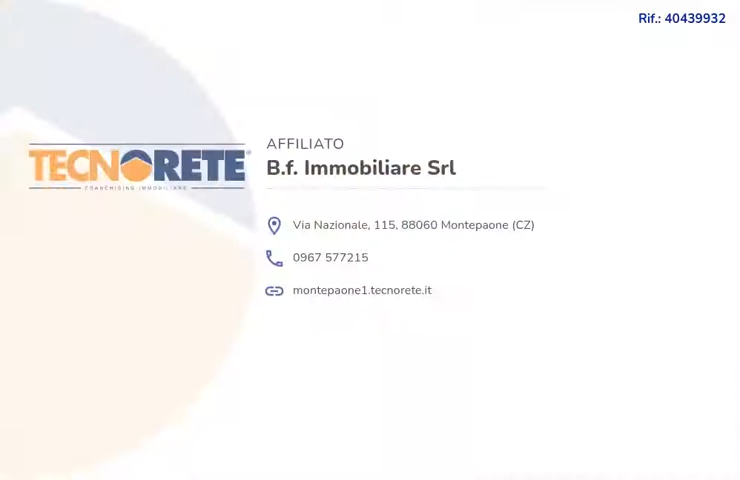 Rif.: 40439932
AFFILIATO
B.f. Immobiliare Srl
TECNORETE
FRANCHISING IMMOBILIARE
Via Nazionale, 115, 88060 Montepaone (CZ)
0967 577215
montepaone1.tecnorete.it